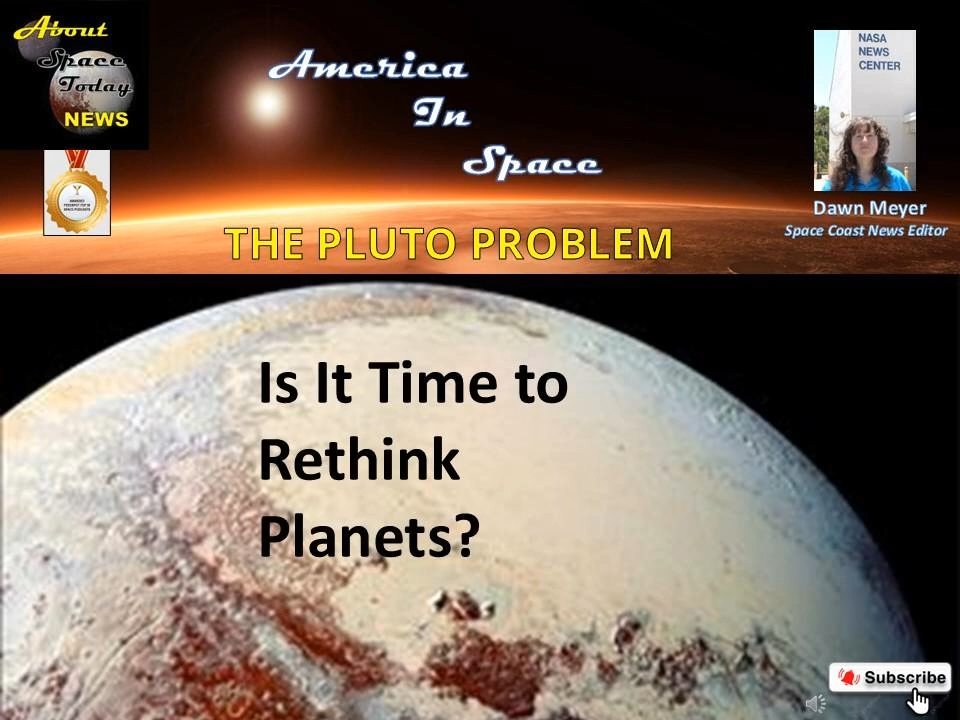 About
Space
Today
NEWS
America
In
Space
NASA
NEWS
CENTER
Dawn Meyer
Space Coast News Editor
THE PLUTO PROBLEM
Is It Time to
Rethink
Planets?
Subscribe